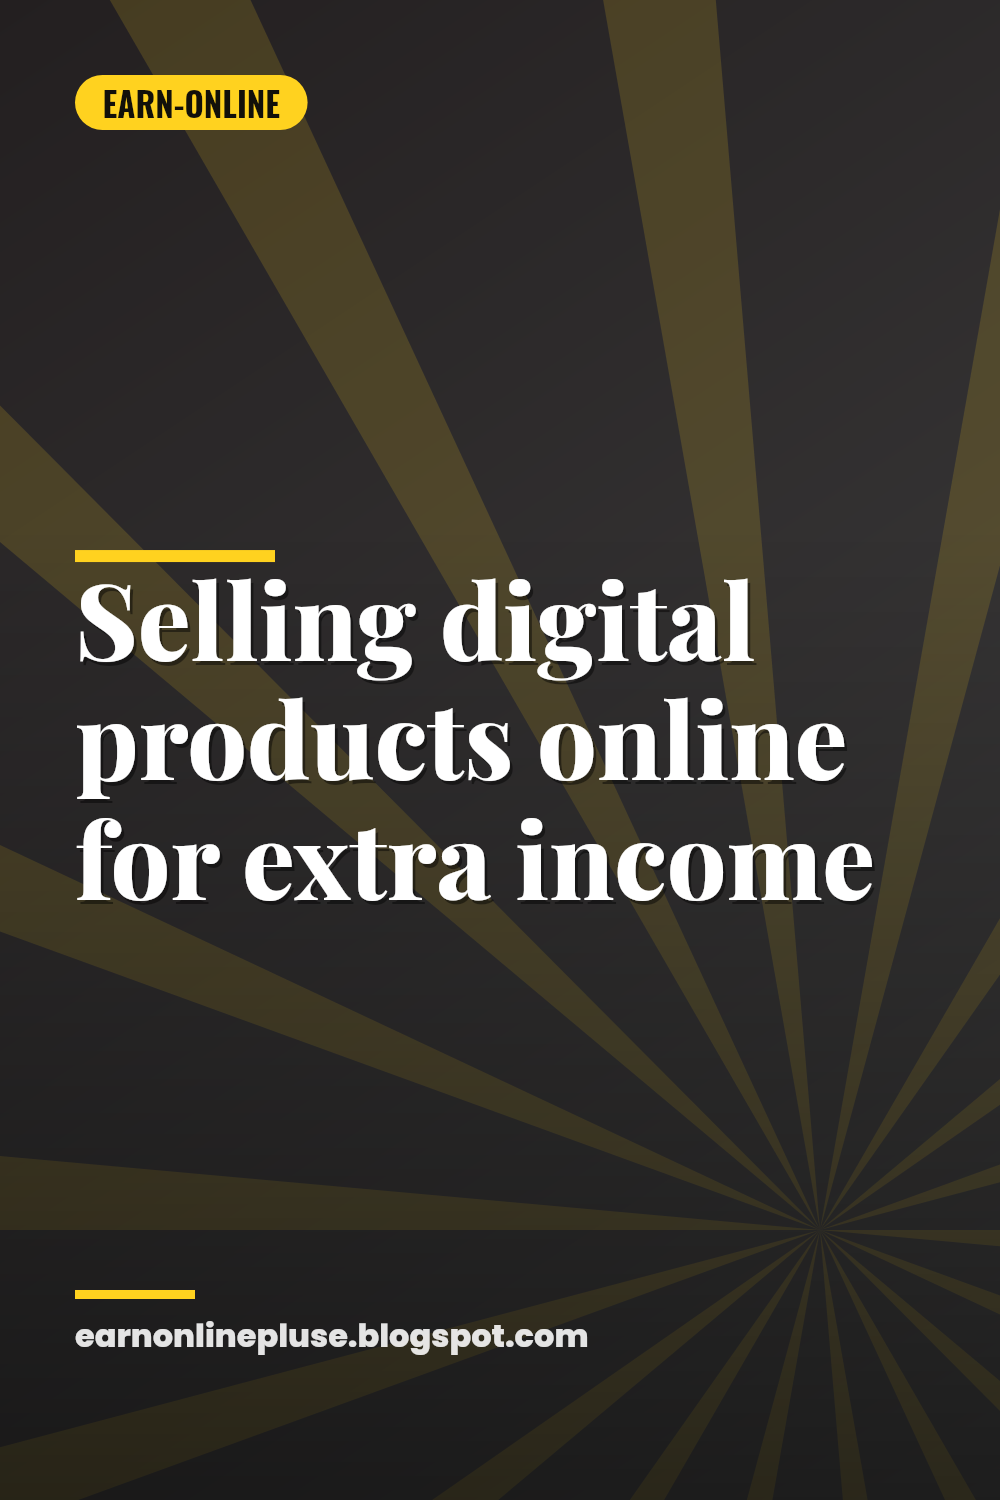 EARN-ONLINE
Selling digital
products online
for extra income
earnonlinepluse.blogspot.com